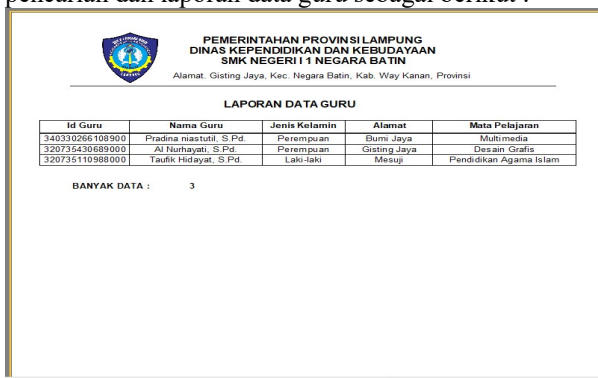 pencarian dan laporan data guru sebagai berikut :
PEMERINTAHAN PROVINSI LAMPUNG
DINAS KEPENDIDIKAN DAN KEBUDAYAAN
SMK NEGERI I 1 NEGARA BATIN
Alamat. Gisting Jaya, Kec. Negara Batin, Kab. Way Kanan, Provinsi
LAPORAN DATA GURU
Id Guru Nama Guru Jenis Kelamin Alamat Mata Pelajaran
340330266108900 Pradina niastutil, S.Pd. Perempuan Bumi Jaya Multimedia
320735430689000 Al Nurhayati, S.Pd. Perempuan Gisting Jaya Desain Grafis
320735110988000 Taufik Hidayat, S.Pd. Laki-laki Mesuji Pendidikan Agama Islam
BANYAK DATA : 3